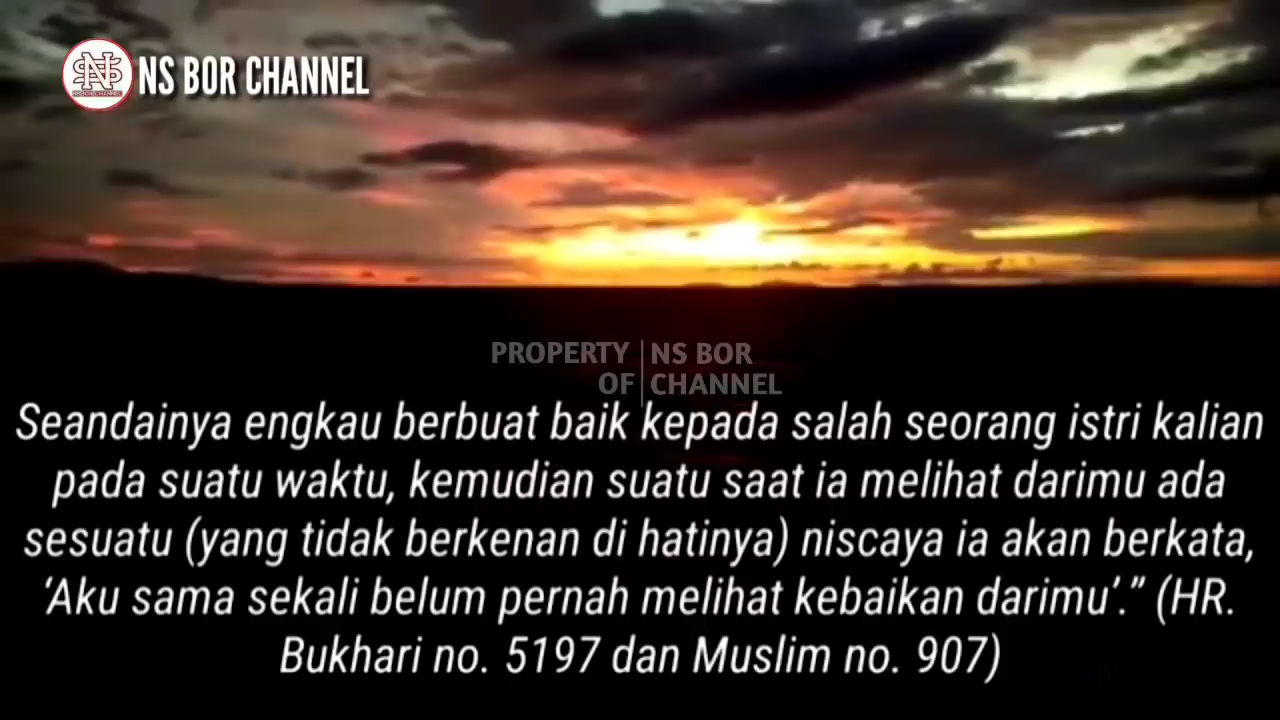 NS BOR CHANNEL
PROPERTY OF NS BOR CHANNEL
Seandainya engkau berbuat baik kepada salah seorang istri kalian
pada suatu waktu, kemudian suatu saat ia melihat darimu ada
sesuatu (yang tidak berkenan di hatinya) niscaya ia akan berkata,
‘Aku sama sekali belum pernah melihat kebaikan darimu’.” (HR.
Bukhari no. 5197 dan Muslim no. 907)